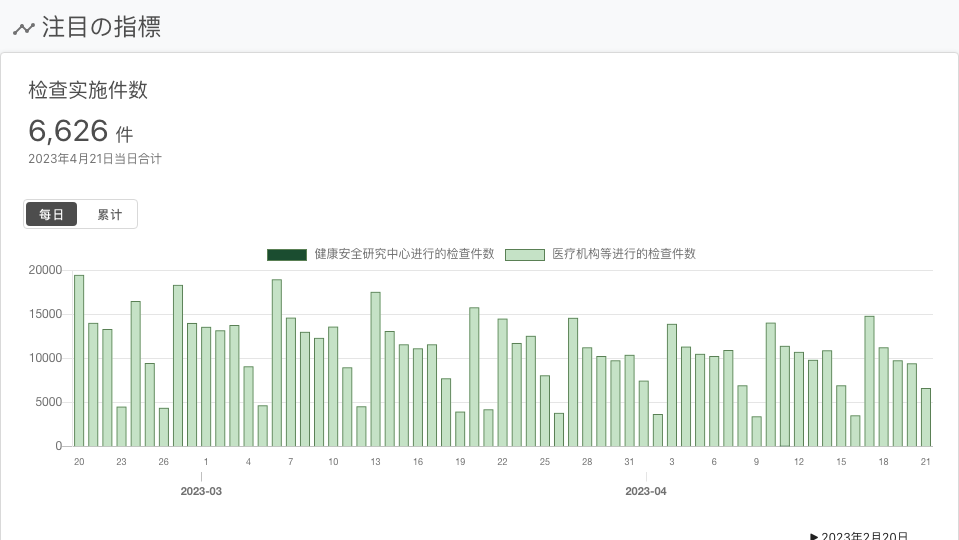 注目の指標
检查实施件数
6,626 件
2023年4月21日当日合计
每日 累计
健康安全研究中心进行的检查件数 医疗机构等进行的检查件数
20000
15000
10000
5000
0
20 23 26 1 4 7 10 13 16 19 22 25 28 31 3 6 9 12 15 18 21
2023-03 2023-04
▶ 2023年2月20日